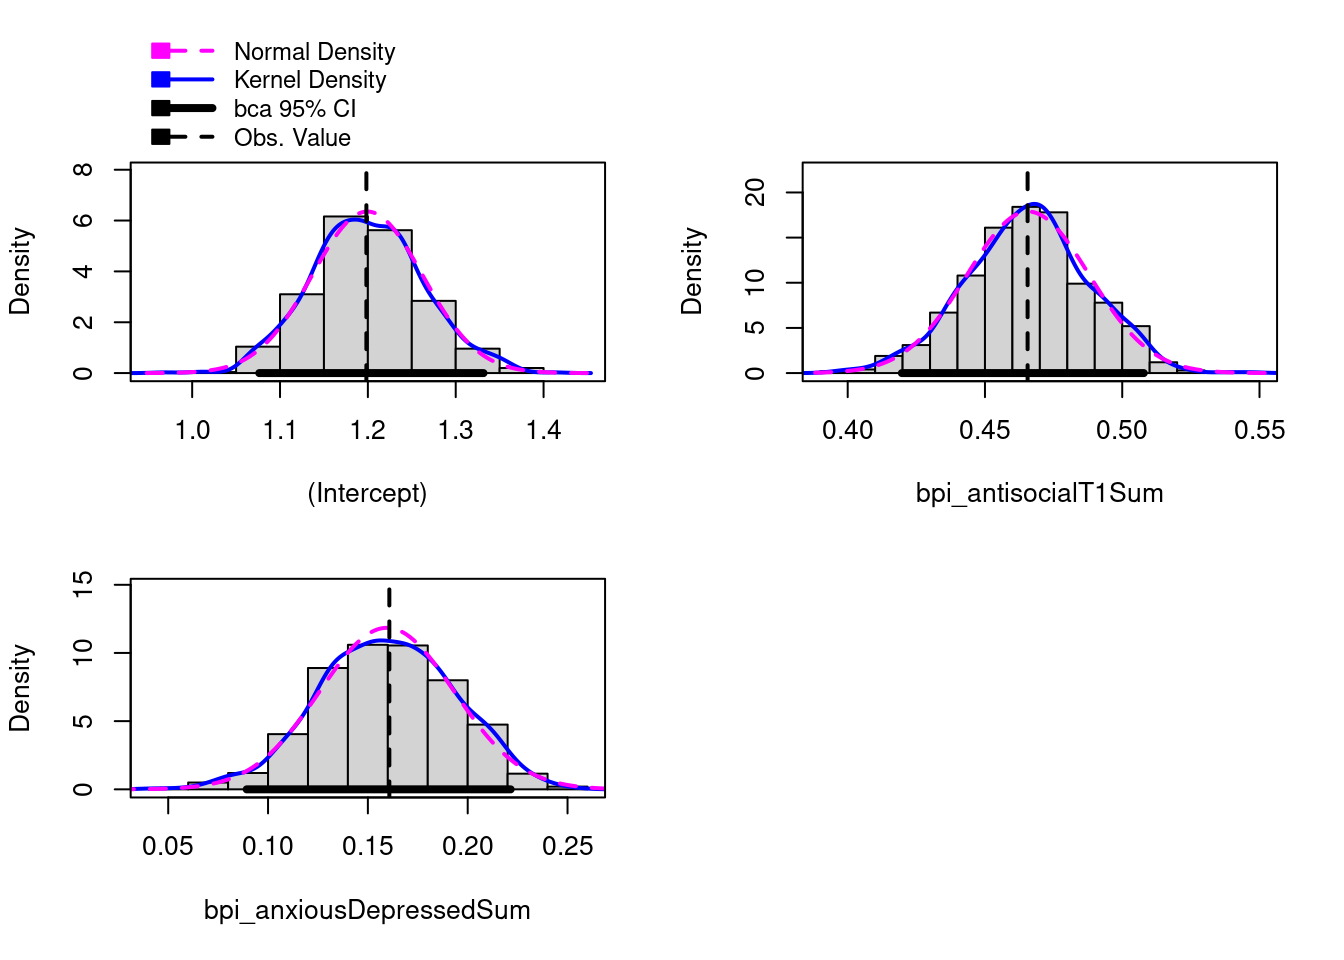 Normal Density
Kernel Density
bca 95% CI
Obs. Value
Density
0 2 4 6 8
1.0 1.1 1.2 1.3 1.4
(Intercept)
Density
0 5 10 20
0.40 0.45 0.50 0.55
bpi_antisocialT1Sum
Density
0 5 10 15
0.05 0.10 0.15 0.20 0.25
bpi_anxiousDepressedSum